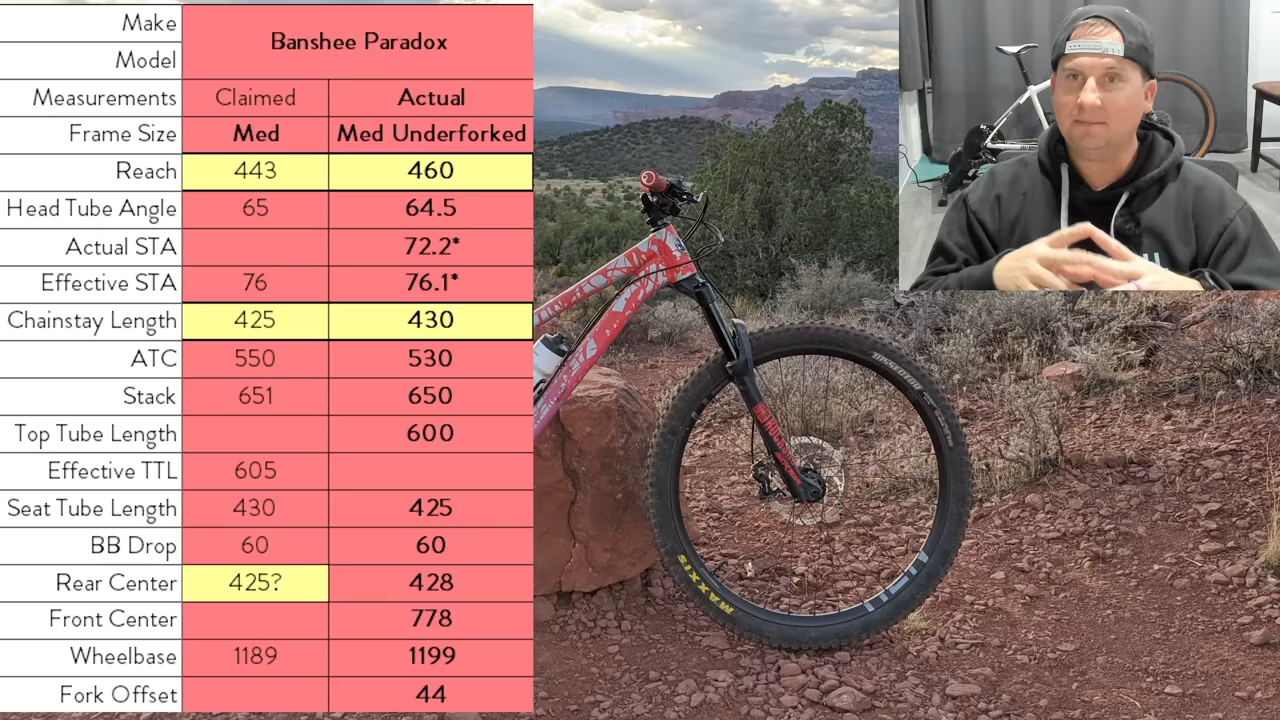 Make
Model
Banshee Paradox
Measurements Claimed Actual
Frame Size Med Med Underforked
Reach 443 460
Head Tube Angle 65 64.5
Actual STA 72.2*
Effective STA 76 76.1*
Chainstay Length 425 430
ATC 550 530
Stack 651 650
Top Tube Length 600
Effective TTL 605
Seat Tube Length 430 425
BB Drop 60 60
Rear Center 425? 428
Front Center 778
Wheelbase 1189 1199
Fork Offset 44
MAXXIS
DISSECTOR